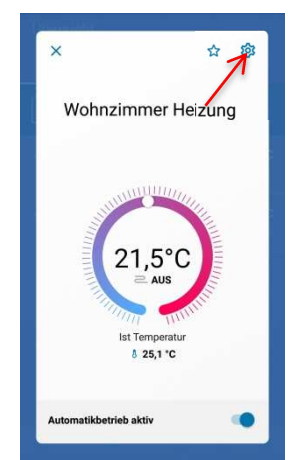 Wohnzimmer Heizung
21,5°C
AUS
Ist Temperatur
25,1 °C
Automatikbetrieb aktiv